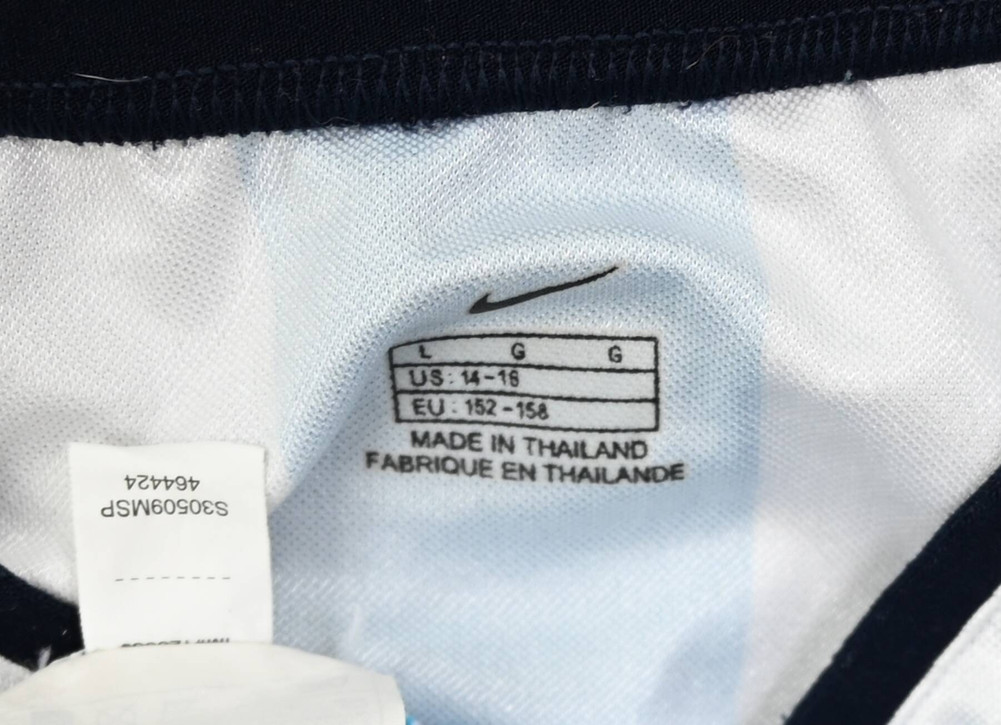 L G G
US: 14-16
EU: 152-158
MADE IN THAILAND
FABRIQUE EN THAILANDE
S30509MSP
464424